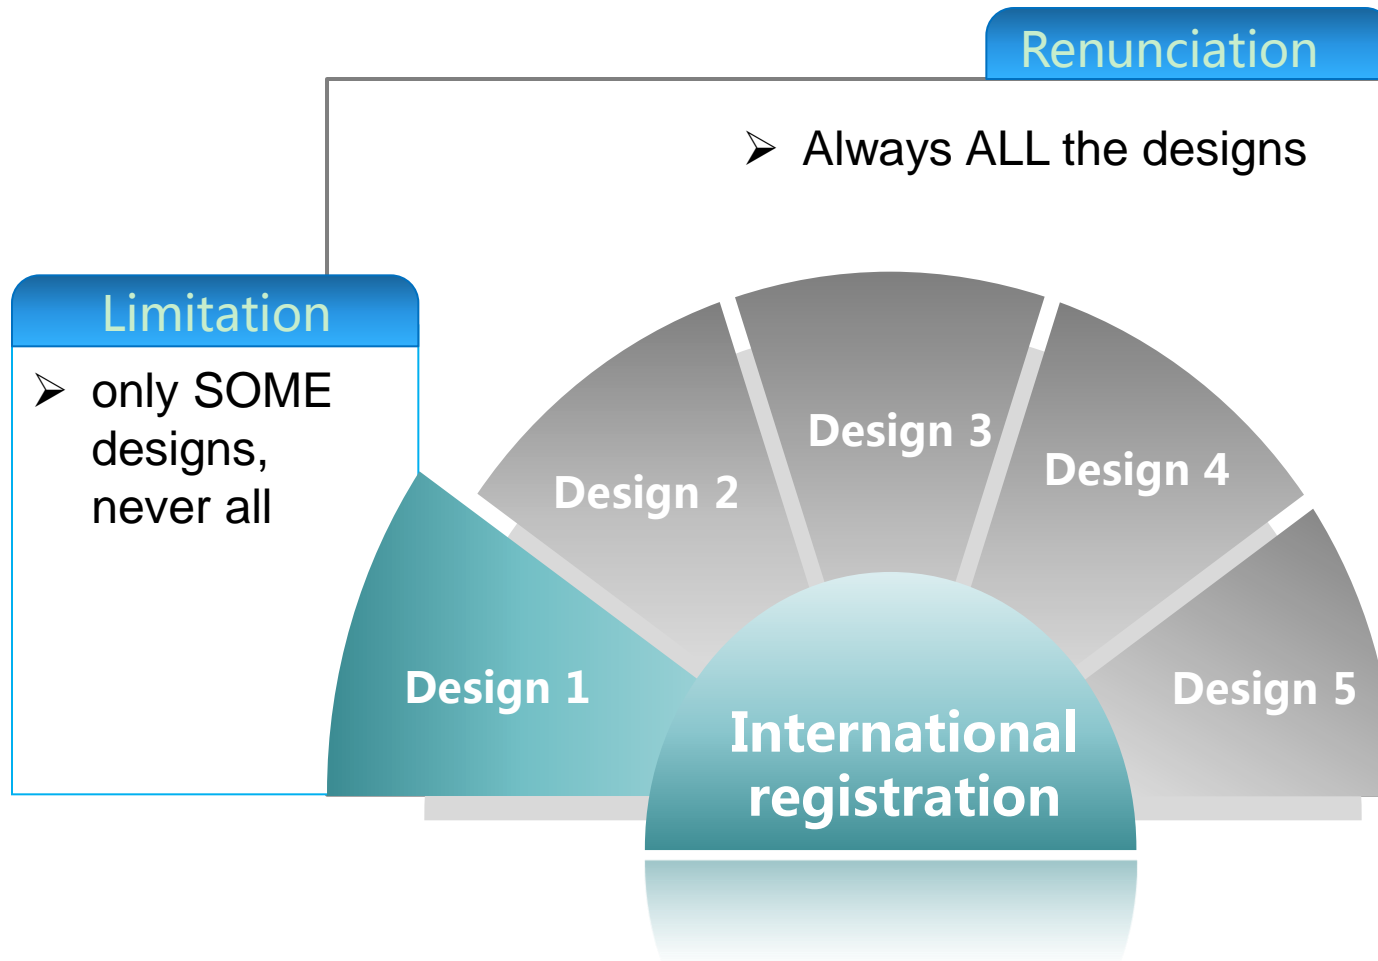 Renunciation
➢ Always ALL the designs
Limitation
➢ only SOME
designs,
never all
Design 1
Design 2
Design 3
Design 4
Design 5
International
registration